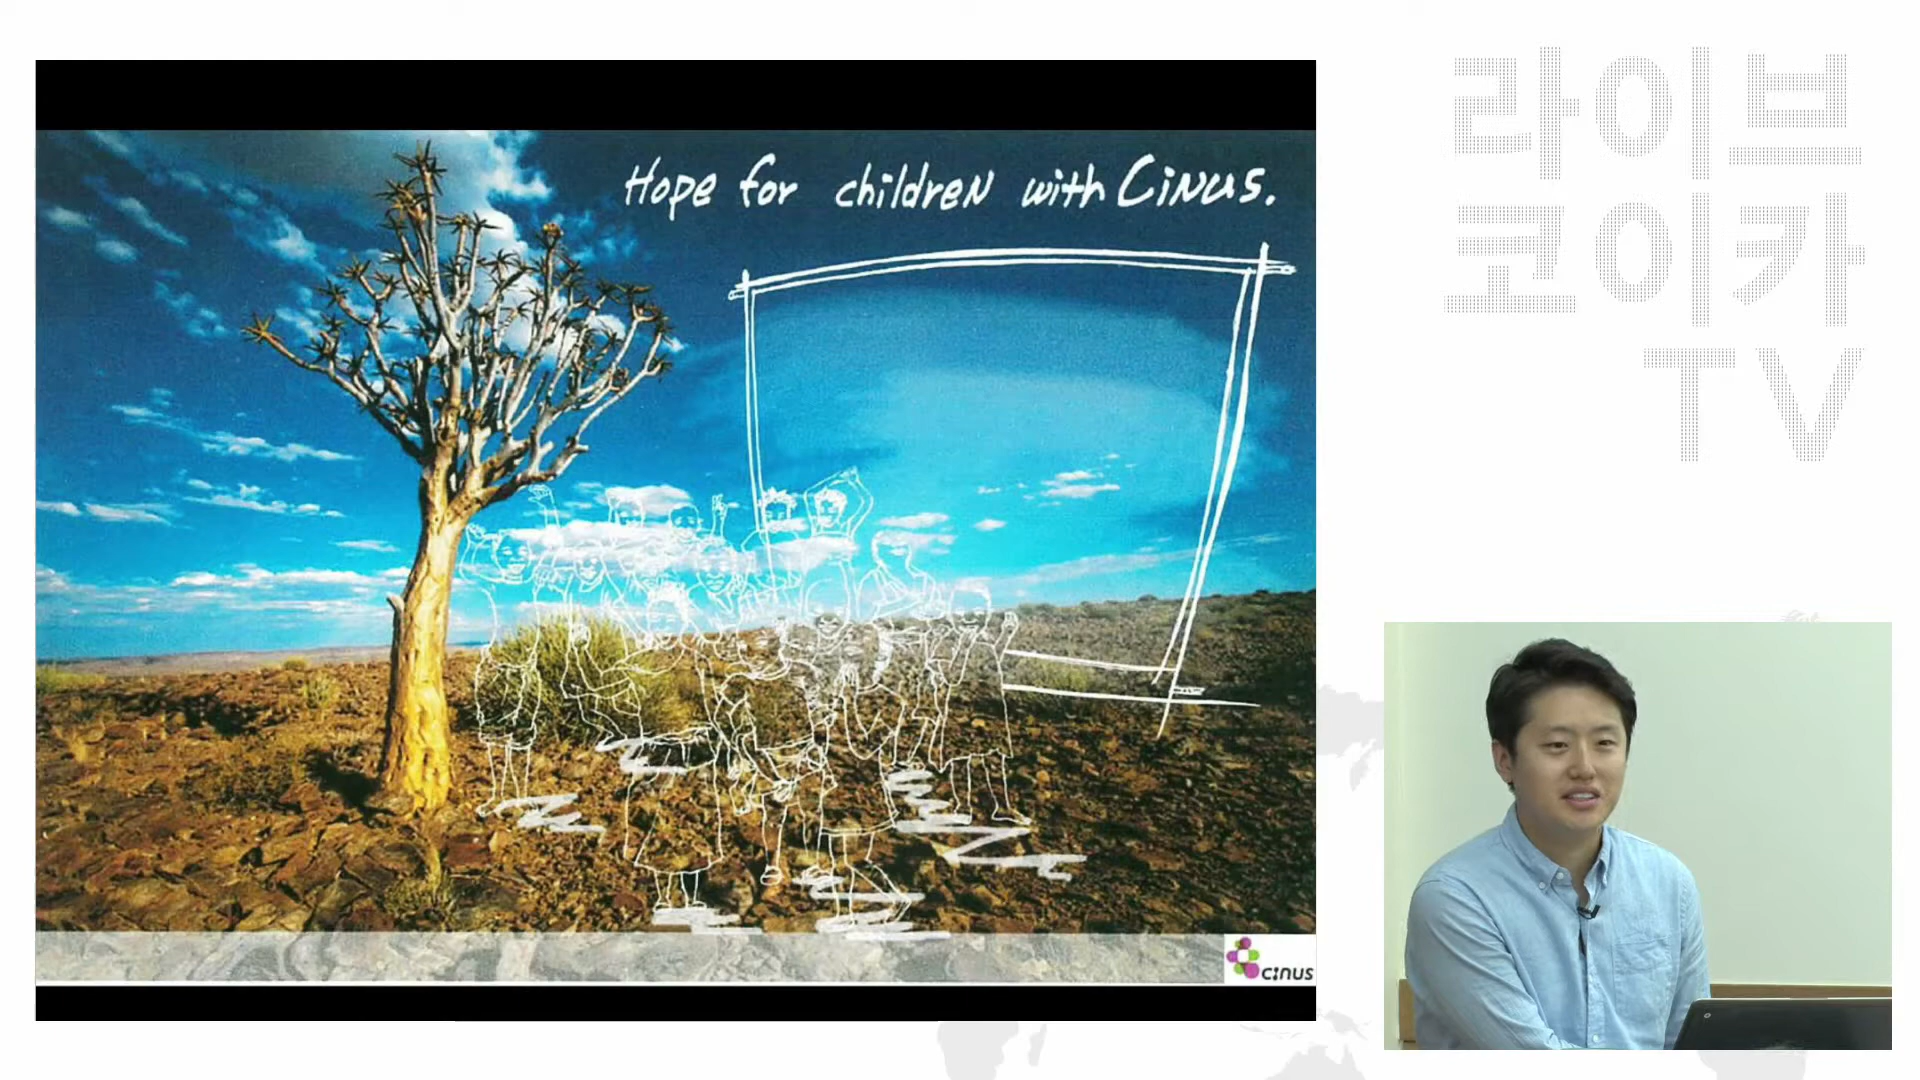 Hope for children with Cinus.
라이브
코이카
TV
cinus